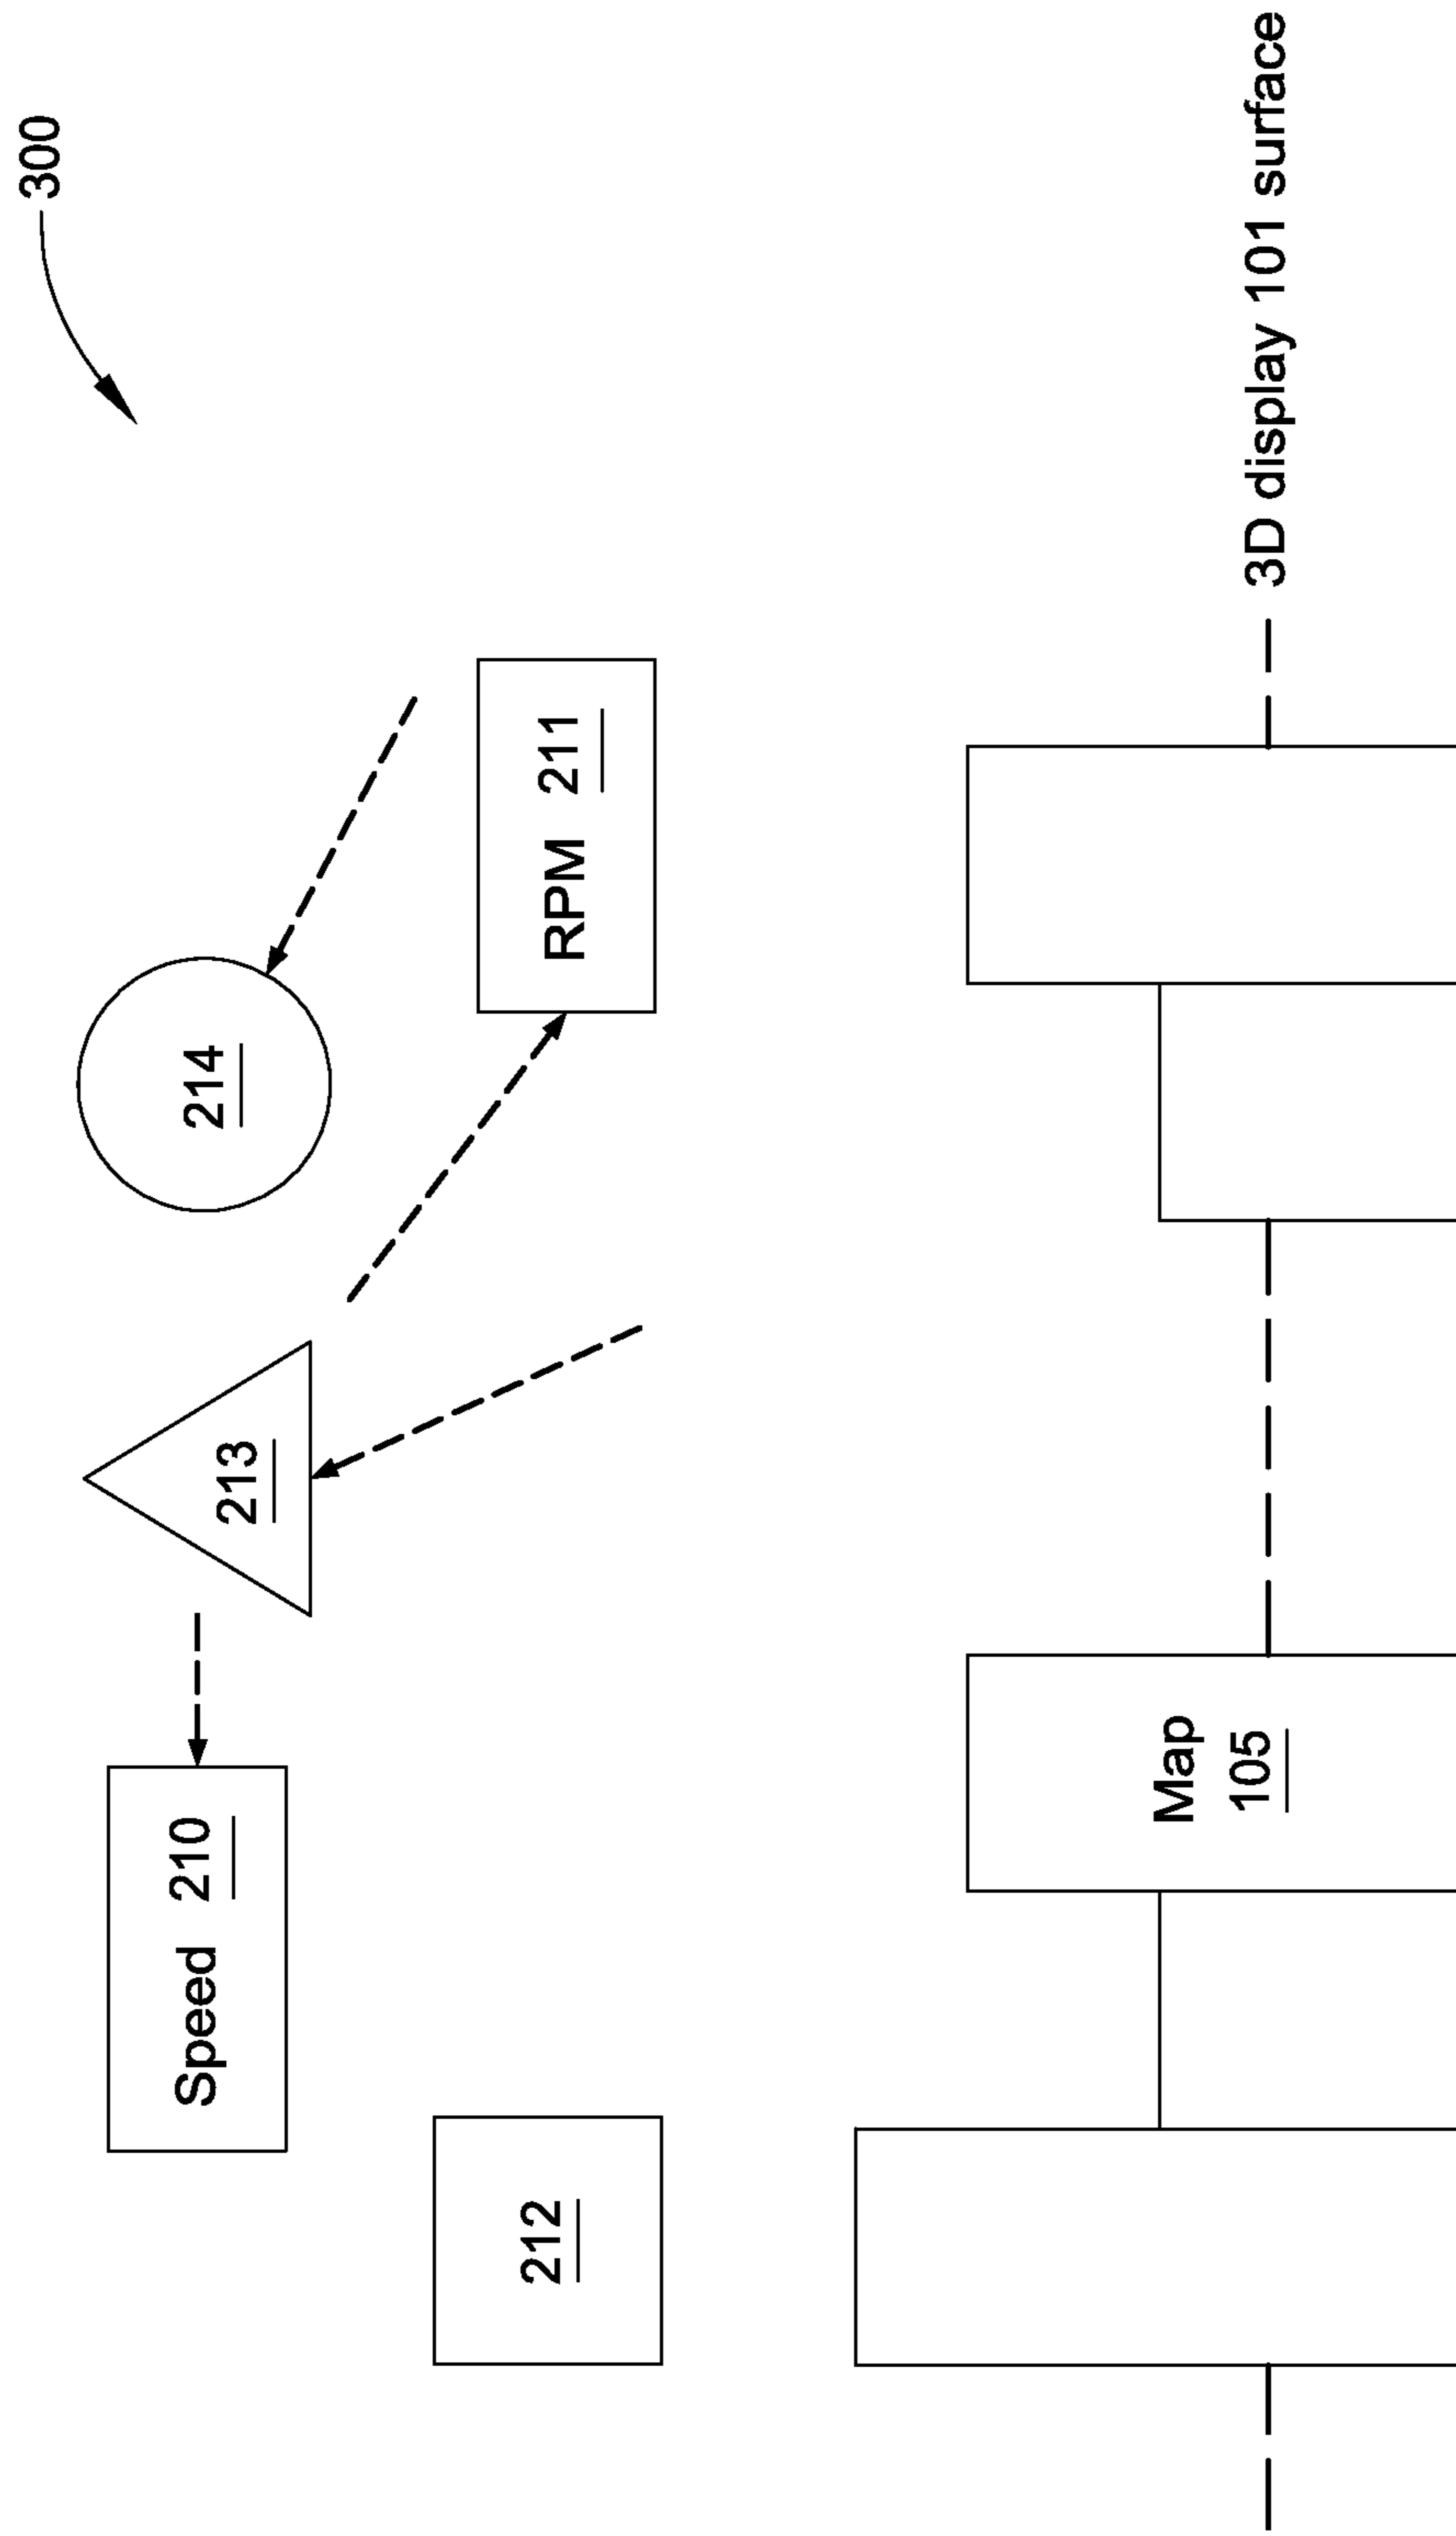 300
Speed 210
213
214
212
RPM 211
Map
105
3D display 101 surface